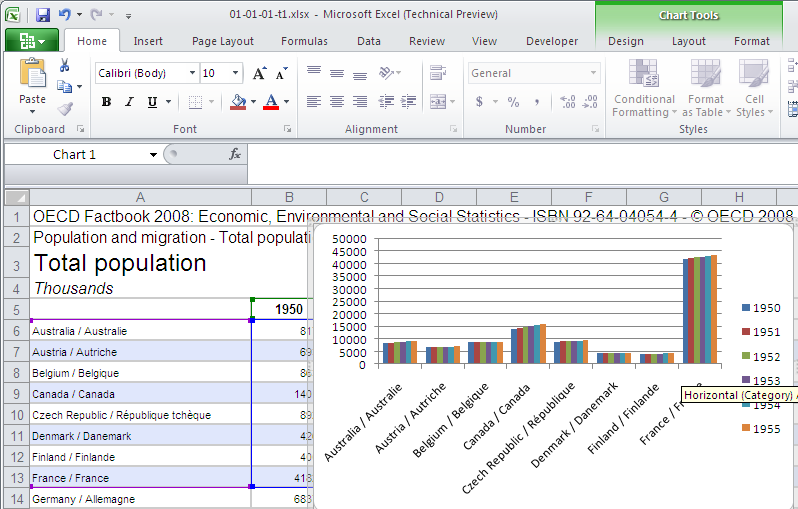 01-01-01-t1.xlsx - Microsoft Excel (Technical Preview)
Chart Tools
Home Insert Page Layout Formulas Data Review View Developer Design Layout Format
Paste
Clipboard
Calibri (Body) 10
B I U
Font
Alignment
General
$ % ,
Number
Conditional Formatting
Format as Table
Cell Styles
Styles
Chart 1
fx
A B C D E F G H
1 OECD Factbook 2008: Economic, Environmental and Social Statistics - ISBN 92-64-04054-4 - © OECD 2008
2 Population and migration - Total populati
3 Total population
4 Thousands
5 1950
6 Australia / Australie 81
7 Austria / Autriche 69
8 Belgium / Belgique 86
9 Canada / Canada 140
10 Czech Republic / République tchèque 89
11 Denmark / Danemark 42
12 Finland / Finlande 40
13 France / France 418
14 Germany / Allemagne 683
50000
45000
40000
35000
30000
25000
20000
15000
10000
5000
0
Australia / Australie
Austria / Autriche
Belgium / Belgique
Canada / Canada
Czech Republic / République
Denmark / Danemark
Finland / Finlande
France /
1950
1951
1952
1953
1954
1955
Horizontal (Category)